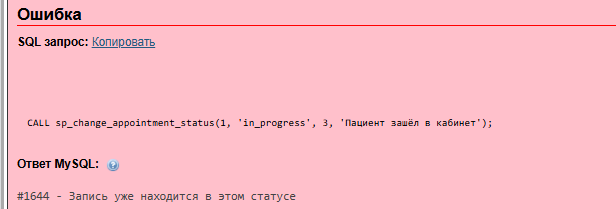 Ошибка
SQL запрос: Копировать
CALL sp_change_appointment_status(1, 'in_progress', 3, 'Пациент зашёл в кабинет');
Ответ MySQL:
#1644 - Запись уже находится в этом статусе